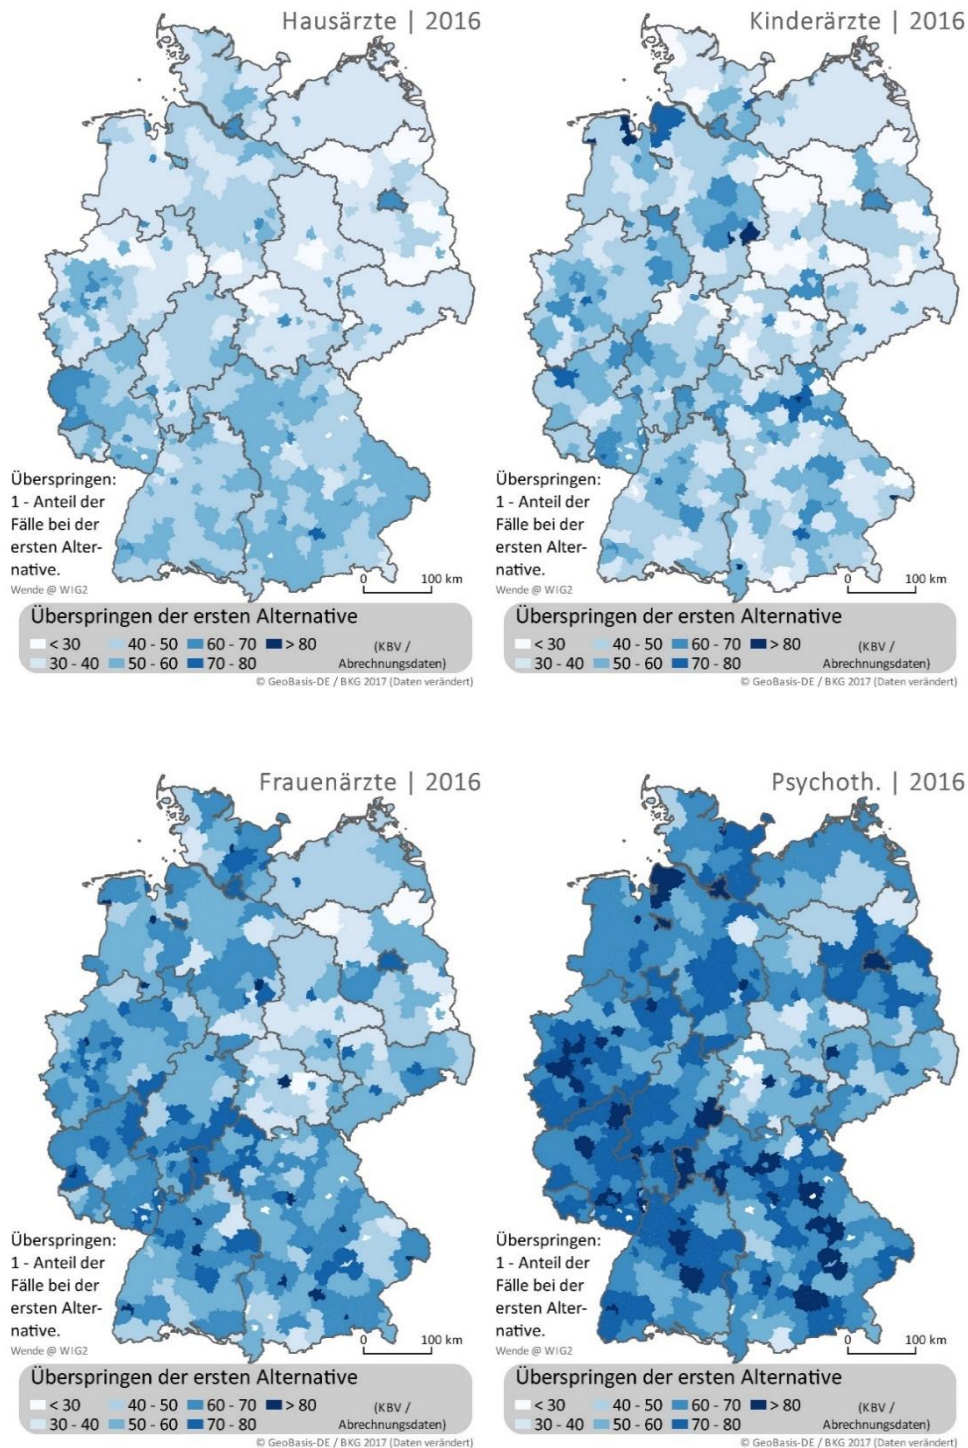 Hausärzte | 2016
Überspringen:
1 - Anteil der
Fälle bei der
ersten Alter-
native.
Wende @ WIG2
0 100 km
Überspringen der ersten Alternative
< 30 40 - 50 60 - 70 > 80 (KBV /
30 - 40 50 - 60 70 - 80 Abrechnungsdaten)
© GeoBasis-DE / BKG 2017 (Daten verändert)
Kinderärzte | 2016
Überspringen:
1 - Anteil der
Fälle bei der
ersten Alter-
native.
Wende @ WIG2
0 100 km
Überspringen der ersten Alternative
< 30 40 - 50 60 - 70 > 80 (KBV /
30 - 40 50 - 60 70 - 80 Abrechnungsdaten)
© GeoBasis-DE / BKG 2017 (Daten verändert)
Frauenärzte | 2016
Überspringen:
1 - Anteil der
Fälle bei der
ersten Alter-
native.
Wende @ WIG2
0 100 km
Überspringen der ersten Alternative
< 30 40 - 50 60 - 70 > 80 (KBV /
30 - 40 50 - 60 70 - 80 Abrechnungsdaten)
© GeoBasis-DE / BKG 2017 (Daten verändert)
Psychoth. | 2016
Überspringen:
1 - Anteil der
Fälle bei der
ersten Alter-
native.
Wende @ WIG2
0 100 km
Überspringen der ersten Alternative
< 30 40 - 50 60 - 70 > 80 (KBV /
30 - 40 50 - 60 70 - 80 Abrechnungsdaten)
© GeoBasis-DE / BKG 2017 (Daten verändert)